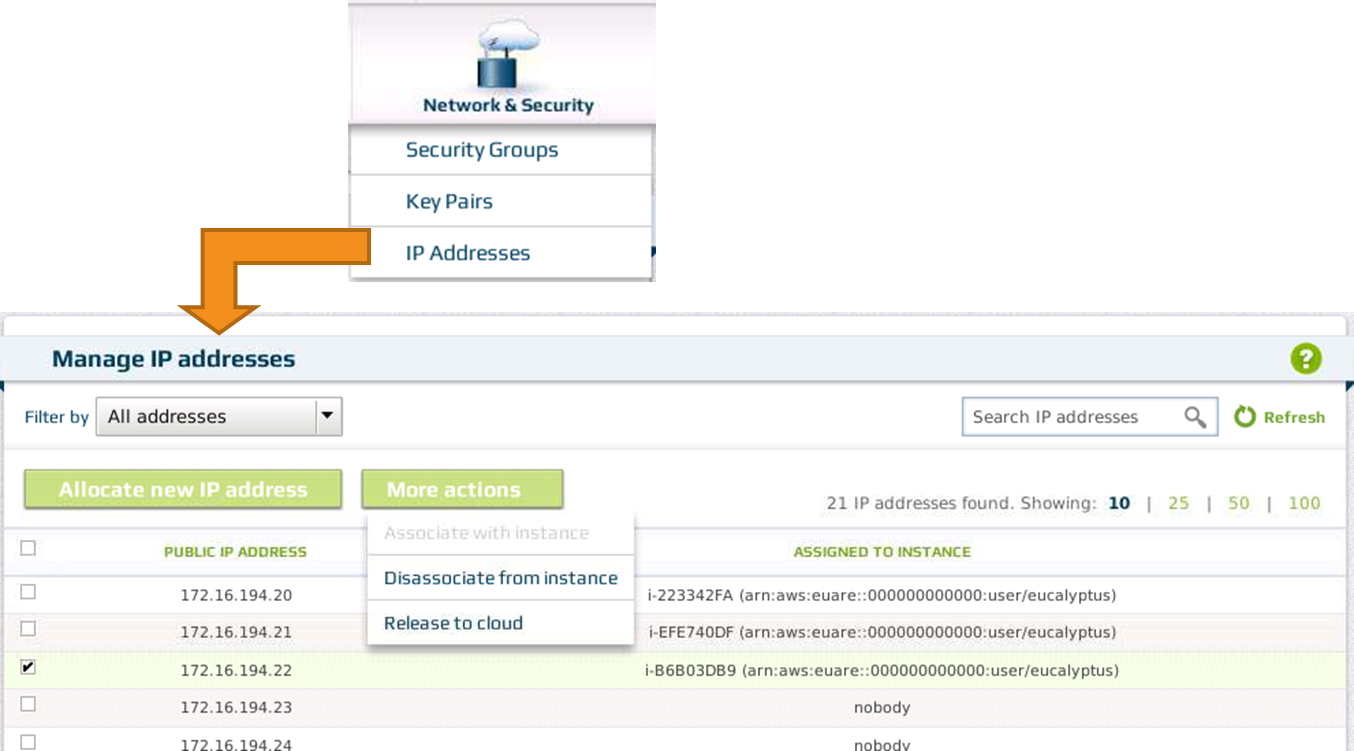 Network & Security
Security Groups
Key Pairs
IP Addresses
Manage IP addresses
?
Filter by All addresses Search IP addresses Refresh
Allocate new IP address More actions 21 IP addresses found. Showing: 10 | 25 | 50 | 100
Associate with instance
PUBLIC IP ADDRESS ASSIGNED TO INSTANCE
Disassociate from instance
172.16.194.20 i-223342FA (arn:aws:euare::000000000000:user/eucalyptus)
Release to cloud
172.16.194.21 i-EFE740DF (arn:aws:euare::000000000000:user/eucalyptus)
172.16.194.22 i-B6B03DB9 (arn:aws:euare::000000000000:user/eucalyptus)
172.16.194.23 nobody
172.16.194.24 nobody